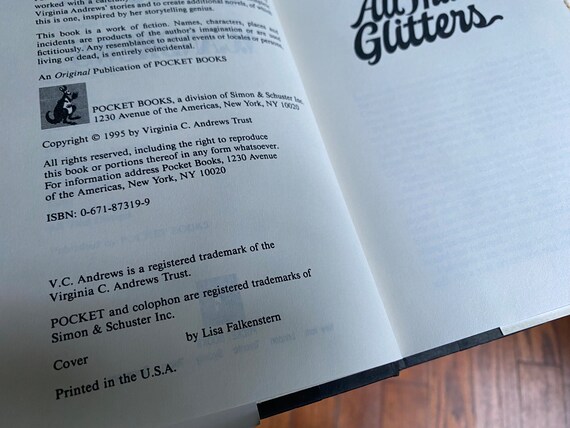 worked with a carefully
Virginia Andrews' stories and to create additional novels, of which
this is one, inspired by her storytelling genius.
This book is a work of fiction. Names, characters, places and
incidents are products of the author's imagination or are used
fictitiously. Any resemblance to actual events or locales or persons,
living or dead, is entirely coincidental.
An Original Publication of POCKET BOOKS
POCKET BOOKS, a division of Simon & Schuster Inc.
1230 Avenue of the Americas, New York, NY 10020
Copyright © 1995 by Virginia C. Andrews Trust
All rights reserved, including the right to reproduce
this book or portions thereof in any form whatsoever.
For information address Pocket Books, 1230 Avenue
of the Americas, New York, NY 10020
ISBN: 0-671-87319-9
V.C. Andrews is a registered trademark of the
Virginia C. Andrews Trust.
POCKET and colophon are registered trademarks of
Simon & Schuster Inc.
Cover by Lisa Falkenstern
Printed in the U.S.A.
All That
Glitters